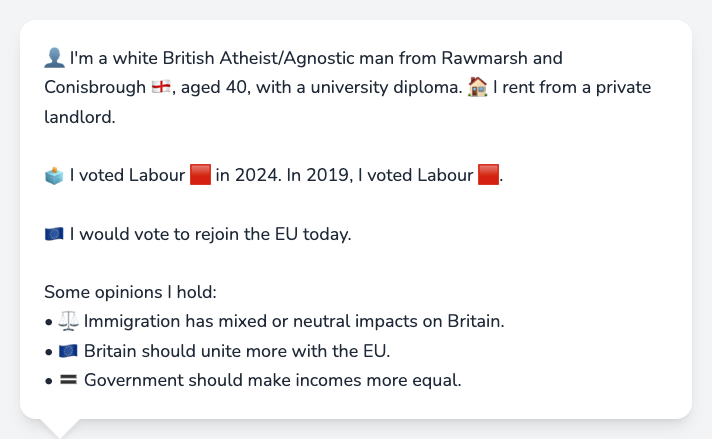 👤 I'm a white British Atheist/Agnostic man from Rawmarsh and
Conisbrough 🏴󠁧󠁢󠁥󠁮󠁧󠁿, aged 40, with a university diploma. 🏠 I rent from a private
landlord.
🗳️ I voted Labour 🟥 in 2024. In 2019, I voted Labour 🟥.
🇪🇺 I would vote to rejoin the EU today.
Some opinions I hold:
• ⚖️ Immigration has mixed or neutral impacts on Britain.
• 🇪🇺 Britain should unite more with the EU.
• 🟰 Government should make incomes more equal.